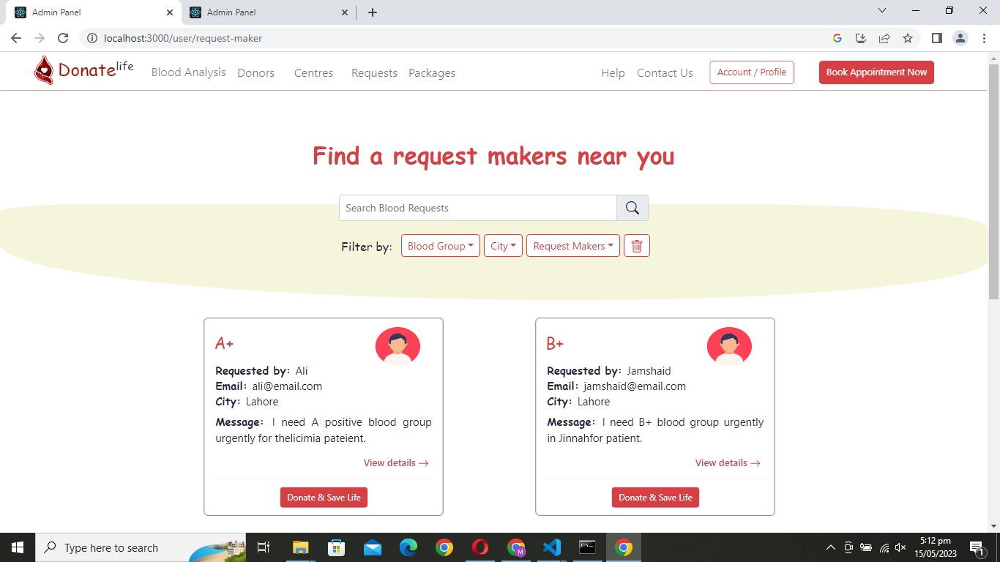 Admin Panel
Admin Panel
localhost:3000/user/request-maker
Donatelife Blood Analysis Donors Centres Requests Packages Help Contact Us Account / Profile Book Appointment Now
Find a request makers near you
Search Blood Requests
Filter by: Blood Group City Request Makers
A+
Requested by: Ali
Email: ali@email.com
City: Lahore
Message: I need A positive blood group
urgently for thelicimia pateient.
View details →
Donate & Save Life
B+
Requested by: Jamshaid
Email: jamshaid@email.com
City: Lahore
Message: I need B+ blood group urgently
in Jinnahfor patient.
View details →
Donate & Save Life
Type here to search
M
5:12 pm
15/05/2023
1